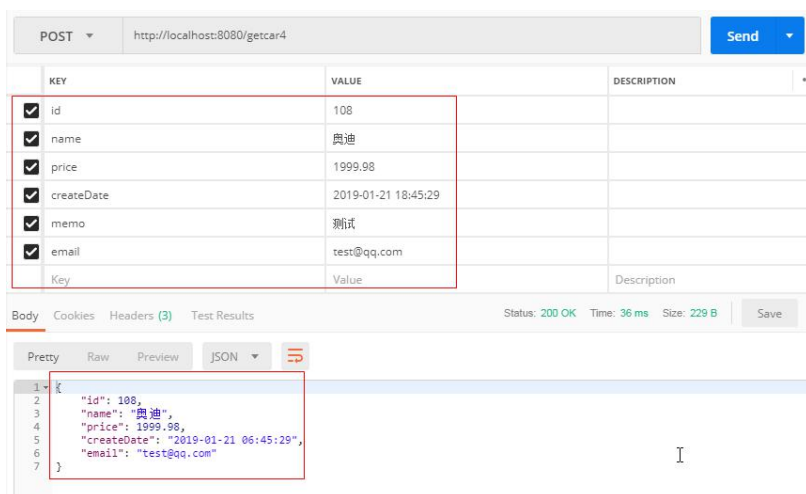 POST http://localhost:8080/getcar4 Send
KEY VALUE DESCRIPTION
id 108
name 奥迪
price 1999.98
createDate 2019-01-21 18:45:29
memo 测试
email test@qq.com
Key Value Description
Body Cookies Headers (3) Test Results Status: 200 OK Time: 36 ms Size: 229 B Save
Pretty Raw Preview JSON
1 {
2 "id": 108,
3 "name": "奥迪",
4 "price": 1999.98,
5 "createDate": "2019-01-21 06:45:29",
6 "email": "test@qq.com"
7 }